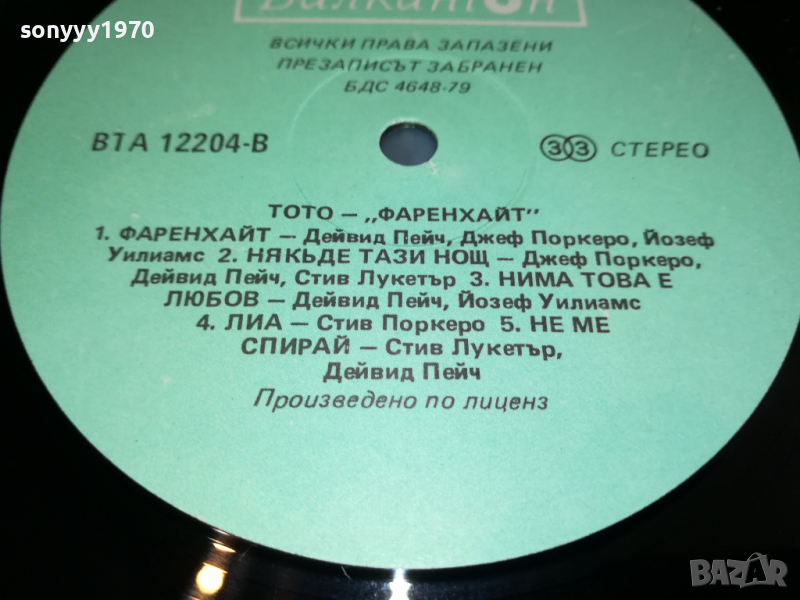 sonyyy1970
Балкантон
ВСИЧКИ ПРАВА ЗАПАЗЕНИ
ПРЕЗАПИСЪТ ЗАБРАНЕН
БДС 4648-79
ВТА 12204-В
33 СТЕРЕО
ТОТО — „ФАРЕНХАЙТ"
1. ФАРЕНХАЙТ — Дейвид Пейч, Джеф Поркеро, Йозеф
Уилиамс 2. НЯКЪДЕ ТАЗИ НОЩ — Джеф Поркеро,
Дейвид Пейч, Стив Лукетър 3. НИМА ТОВА Е
ЛЮБОВ — Дейвид Пейч, Йозеф Уилиамс
4. ЛИА — Стив Поркеро 5. НЕ МЕ
СПИРАЙ — Стив Лукетър,
Дейвид Пейч
Произведено по лиценз
BAZAR